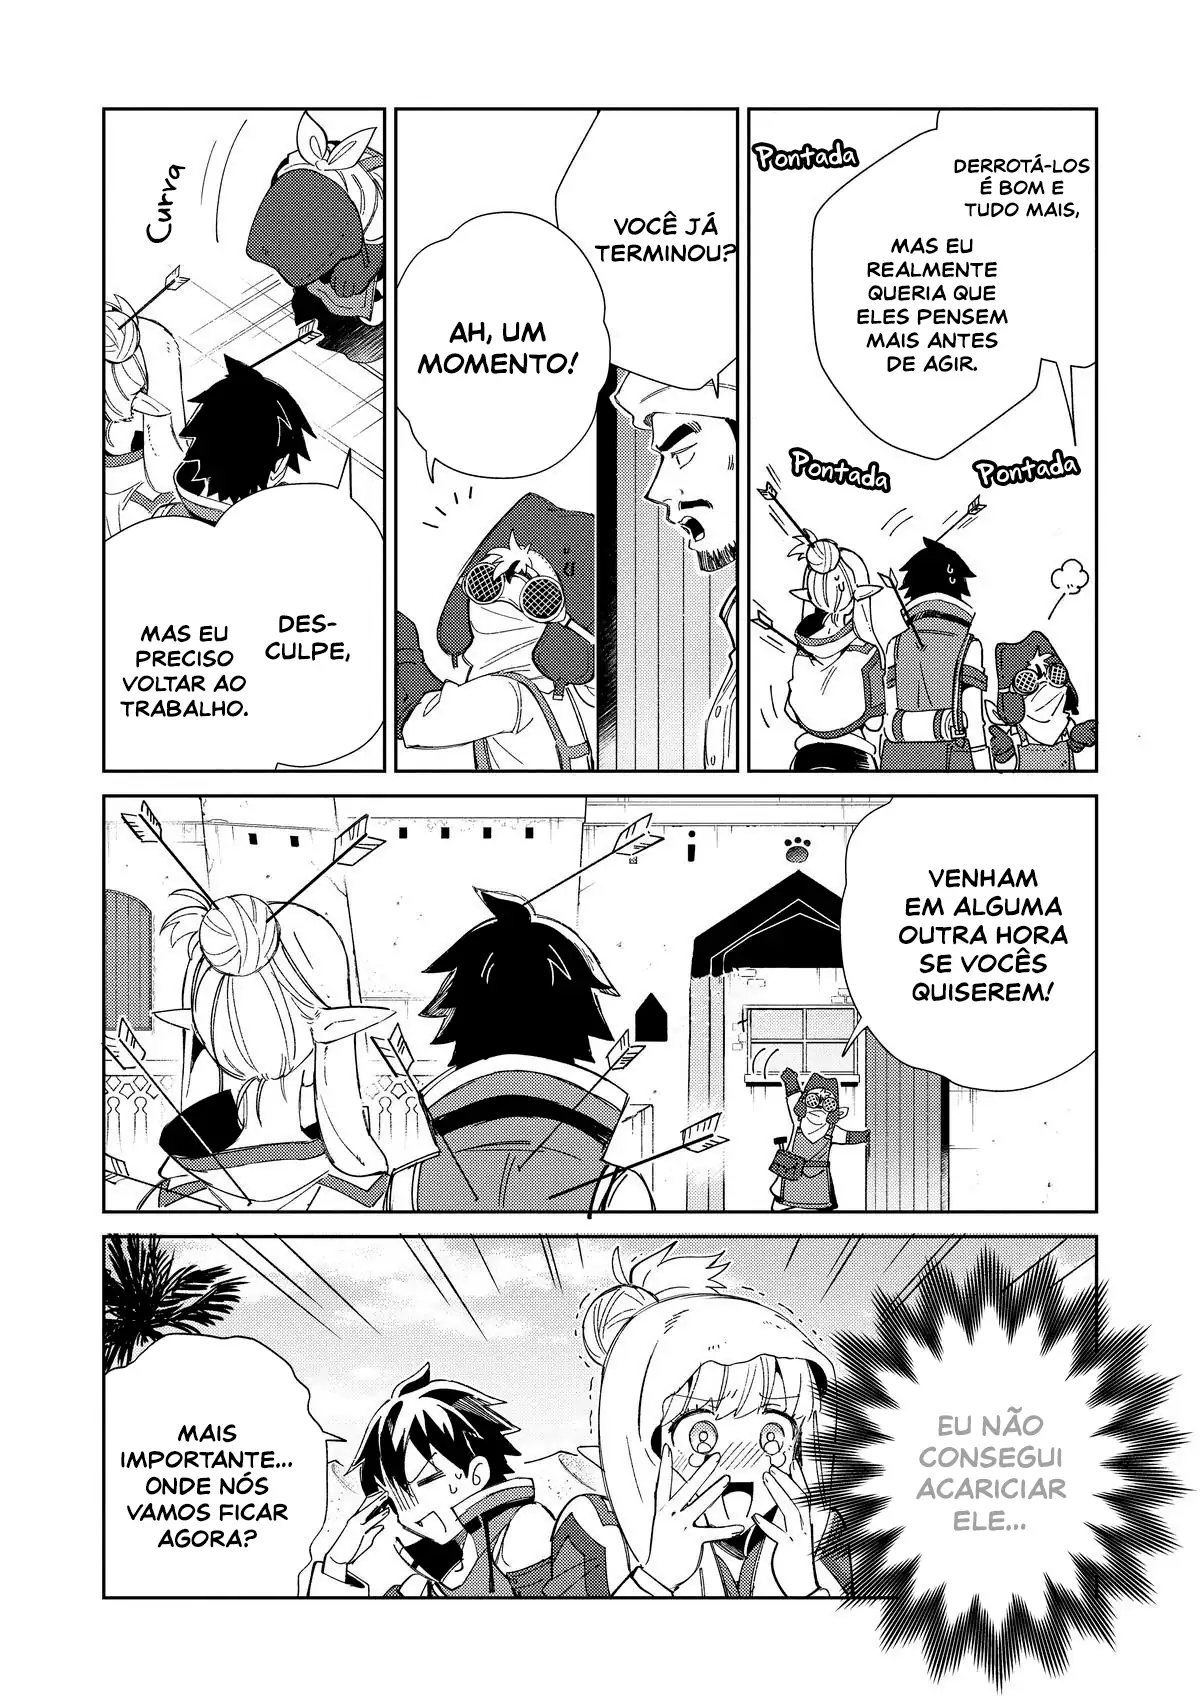 Pontada
DERROTÁ-LOS
É BOM E
TUDO MAIS,
MAS EU
REALMENTE
QUERIA QUE
ELES PENSEM
MAIS ANTES
DE AGIR.
Pontada
Pontada
VOCÊ JÁ
TERMINOU?
AH, UM
MOMENTO!
Curva
DES-
CULPE,
MAS EU
PRECISO
VOLTAR AO
TRABALHO.
VENHAM
EM ALGUMA
OUTRA HORA
SE VOCÊS
QUISEREM!
i
EU NÃO
CONSEGUI
ACARICIAR
ELE...
MAIS
IMPORTANTE...
ONDE NÓS
VAMOS FICAR
AGORA?